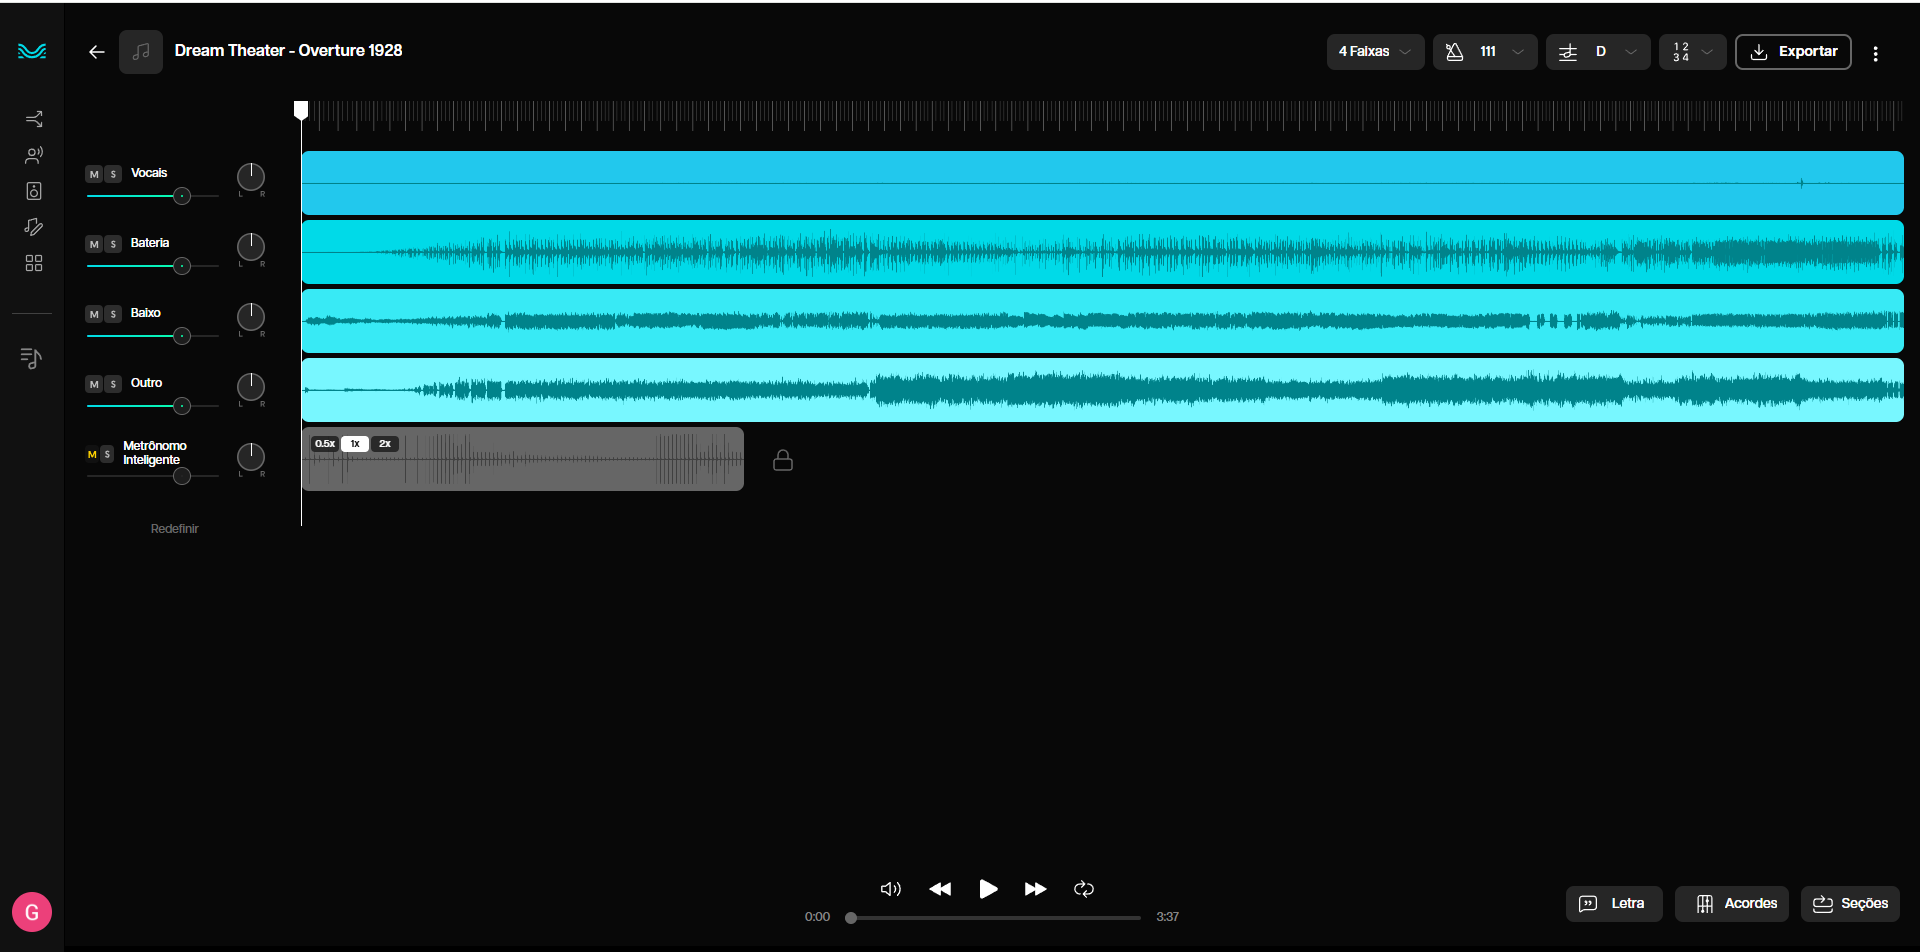 Dream Theater - Overture 1928
4 Faixas
111
D
1 2
3 4
Exportar
M S Vocais
L R
M S Bateria
L R
M S Baixo
L R
M S Outro
L R
M S Metrônomo
Inteligente
L R
0.5x 1x 2x
Redefinir
0:00
3:37
Letra
Acordes
Seções
G